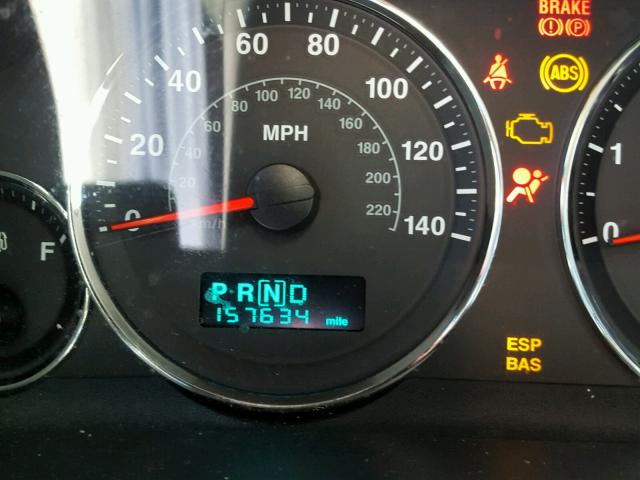 BRAKE
(!) (P)
60 80
40 100
20 120
0 140
100 120
80 140
60 160
40 180
20 200
km/h 220
MPH
ABS
F
1
0
P R [N] D
157634 mile
ESP
BAS